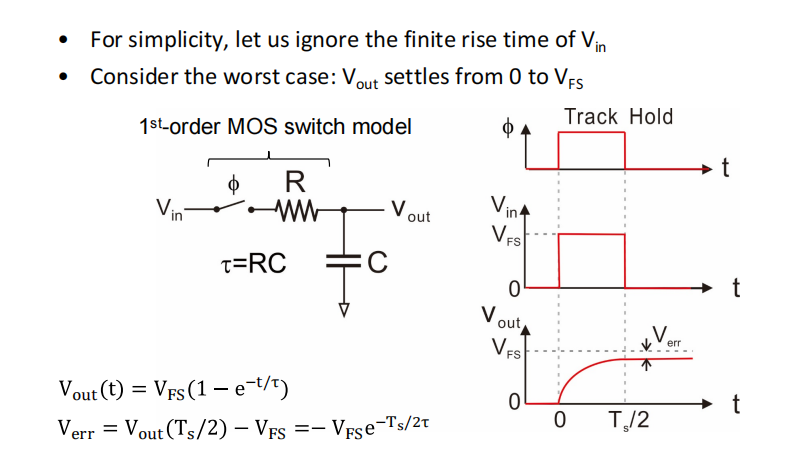 • For simplicity, let us ignore the finite rise time of Vin
• Consider the worst case: Vout settles from 0 to VFS
1st-order MOS switch model
ϕ
R
Vin
Vout
τ=RC
C
Vout(t) = VFS(1 − e−t/τ)
Verr = Vout(Ts/2) − VFS =− VFSe−Ts/2τ
Track Hold
ϕ
t
Vin
VFS
0
t
Vout
VFS
Verr
0
t
0
Ts/2